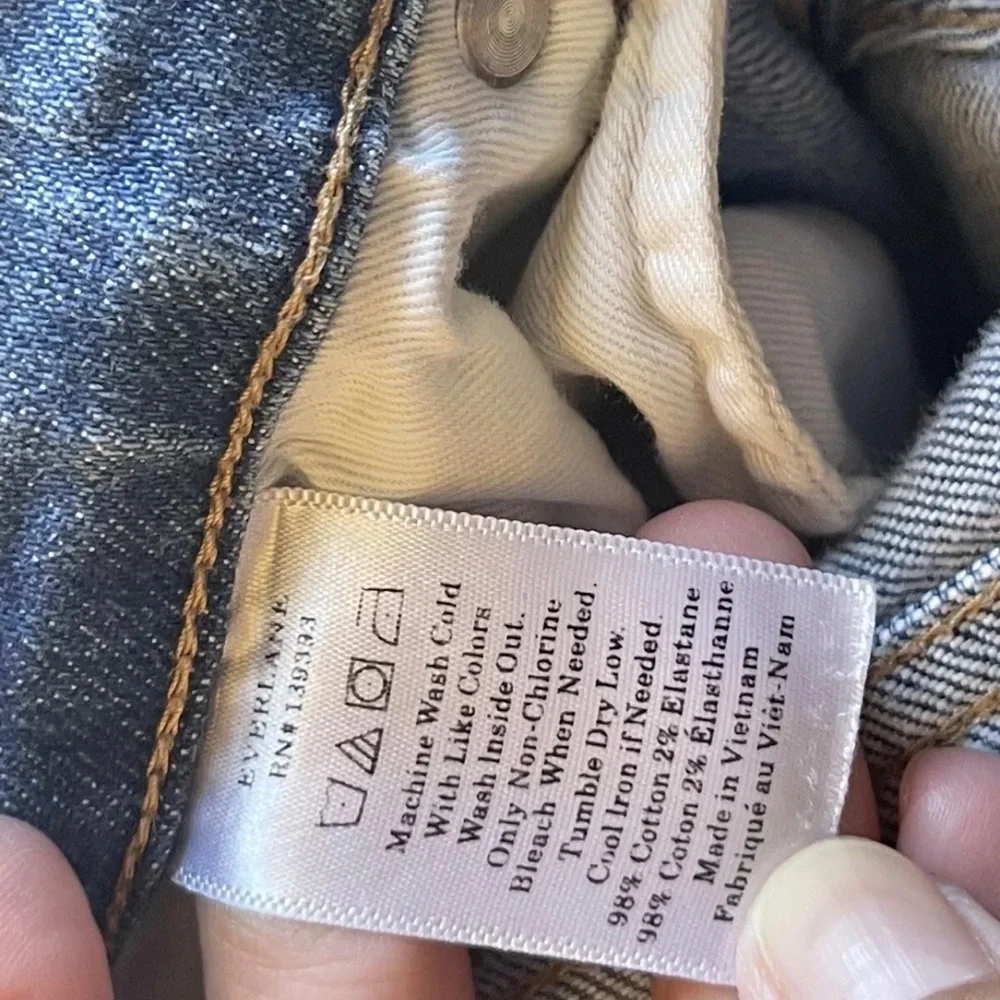 EVERLANE
RN# 139393
Machine Wash Cold
With Like Colors
Wash Inside Out.
Only Non-Chlorine
Bleach When Needed.
Tumble Dry Low.
Cool Iron if Needed.
98% Cotton 2% Elastane
98% Coton 2% Élasthanne
Made in Vietnam
Fabriqué au Viêt-Nam